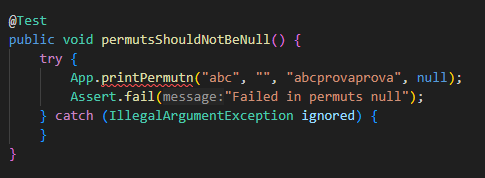 @Test
public void permutsShouldNotBeNull() {
try {
App.printPermutn("abc", "", "abcprovaprova", null);
Assert.fail(message:"Failed in permuts null");
} catch (IllegalArgumentException ignored) {
}
}